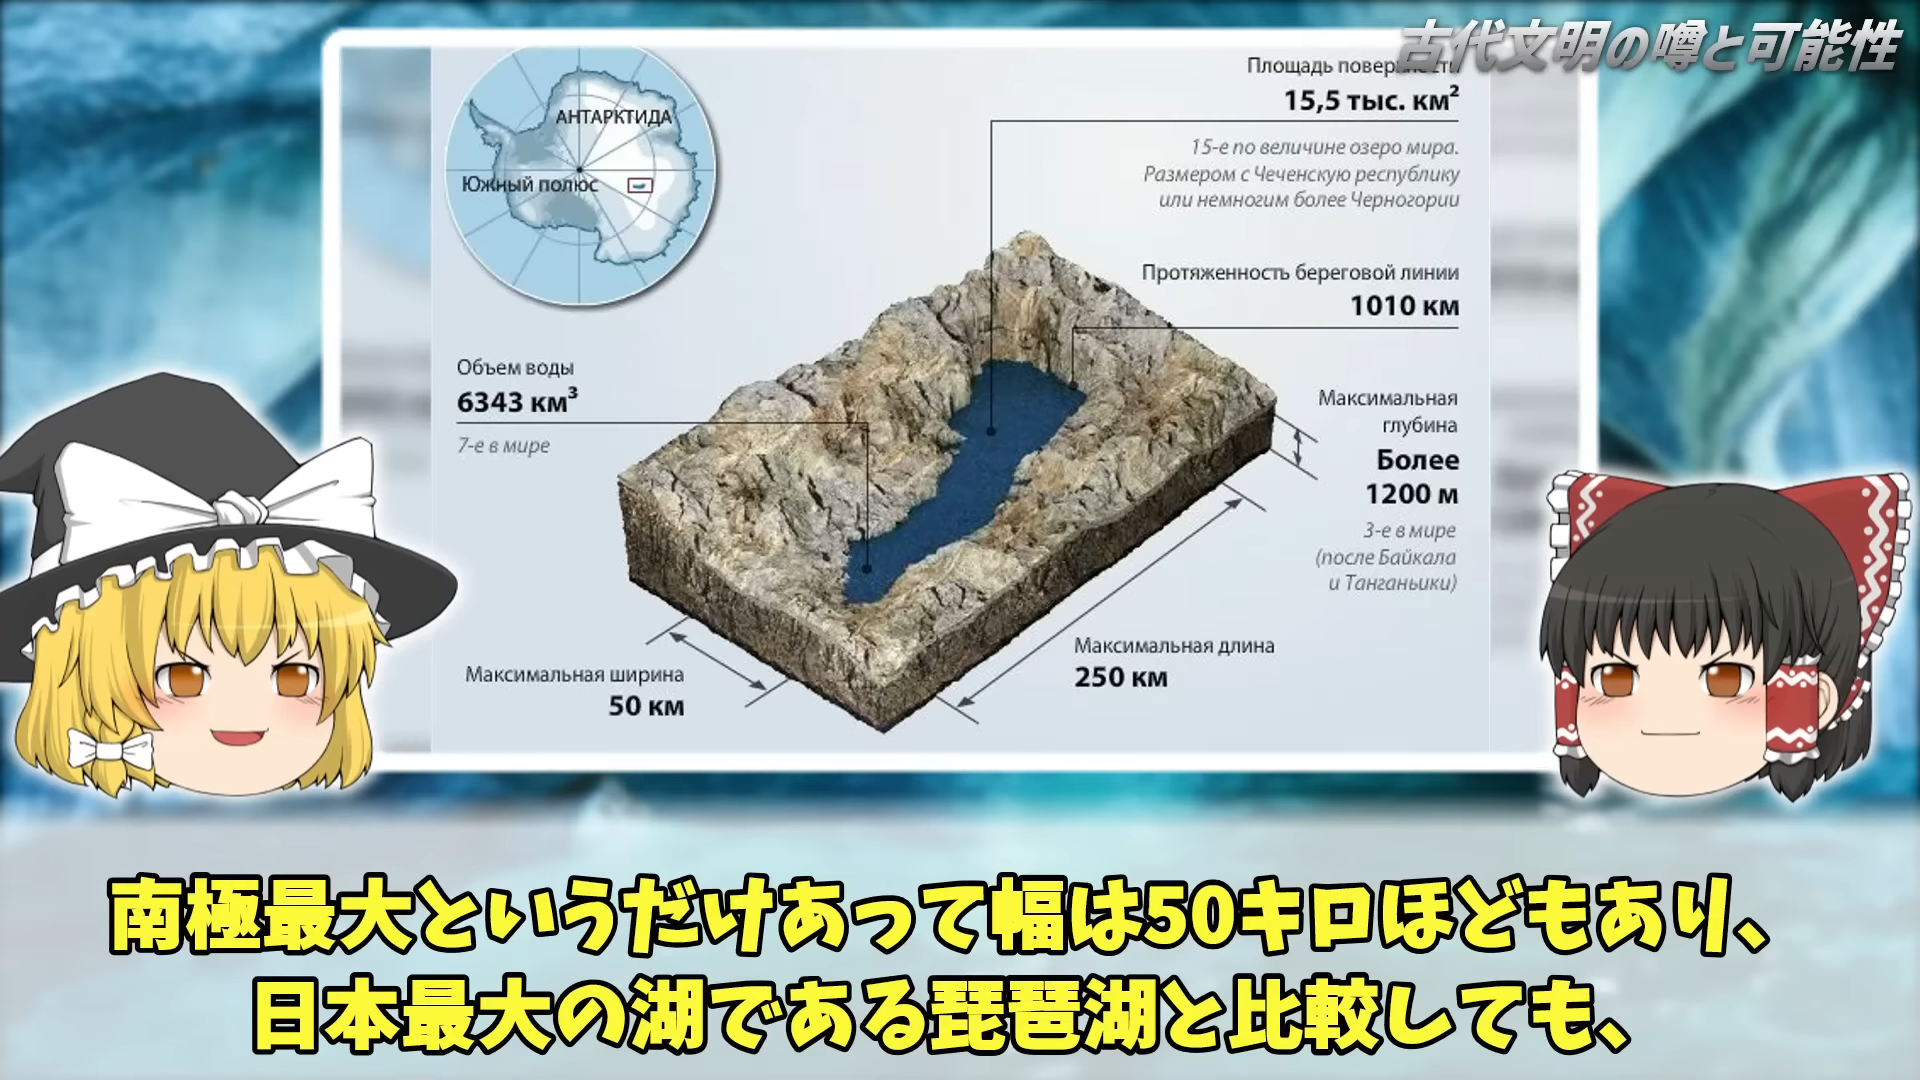 古代文明の噂と可能性
АНТАРКТИДА
Южный полюс
Площадь поверхности
15,5 тыс. км²
15-е по величине озеро мира.
Размером с Чеченскую республику
или немногим более Черногории
Протяженность береговой линии
1010 км
Объем воды
6343 км³
7-е в мире
Максимальная
глубина
Более
1200 м
3-е в мире
(после Байкала
и Танганьики)
Максимальная длина
250 км
Максимальная ширина
50 км
南極最大というだけあって幅は50キロほどもあり、
日本最大の湖である琵琶湖と比較しても、